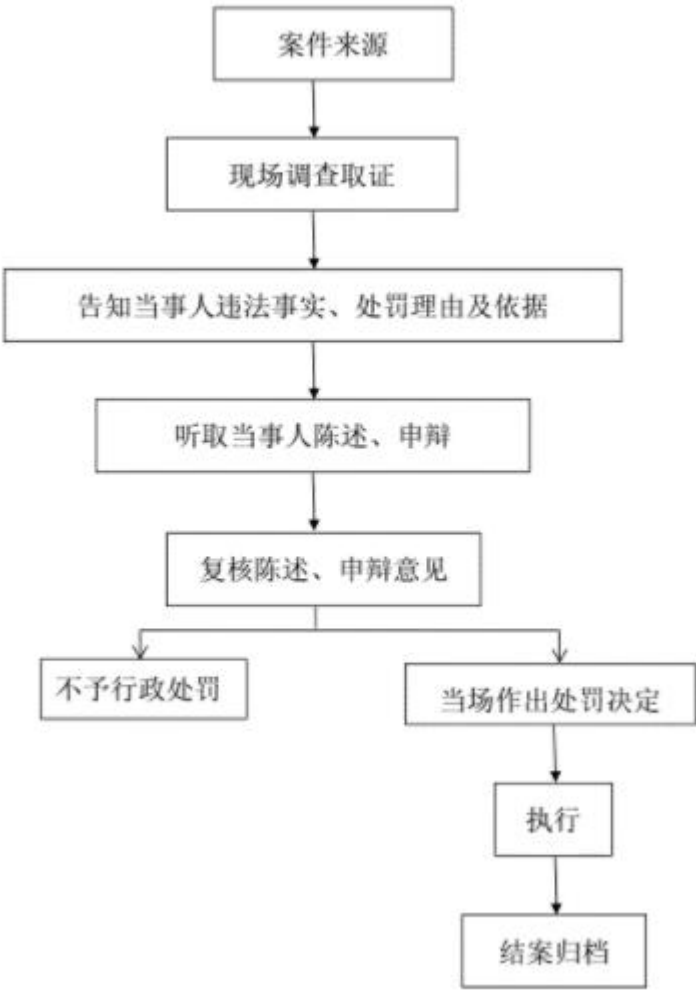 案件来源
现场调查取证
告知当事人违法事实、处罚理由及依据
听取当事人陈述、申辩
复核陈述、申辩意见
不予行政处罚
当场作出处罚决定
执行
结案归档